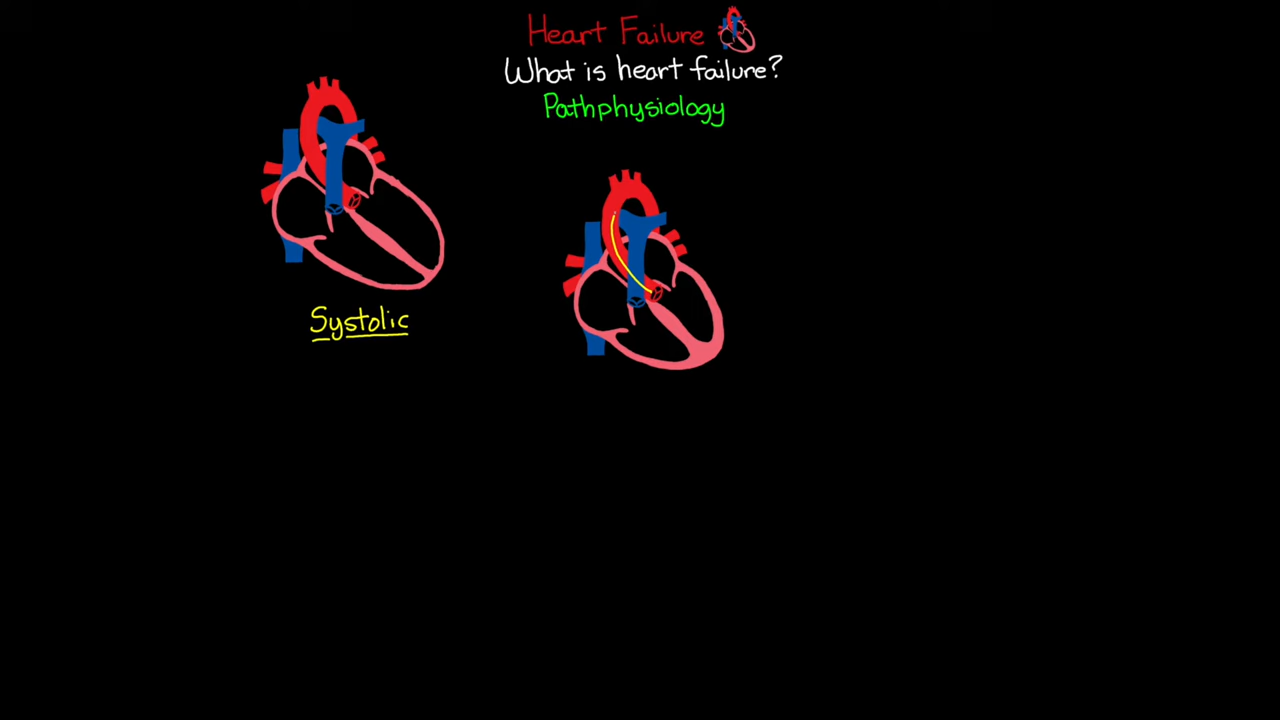 Heart Failure
What is heart failure?
Pathphysiology
Systolic